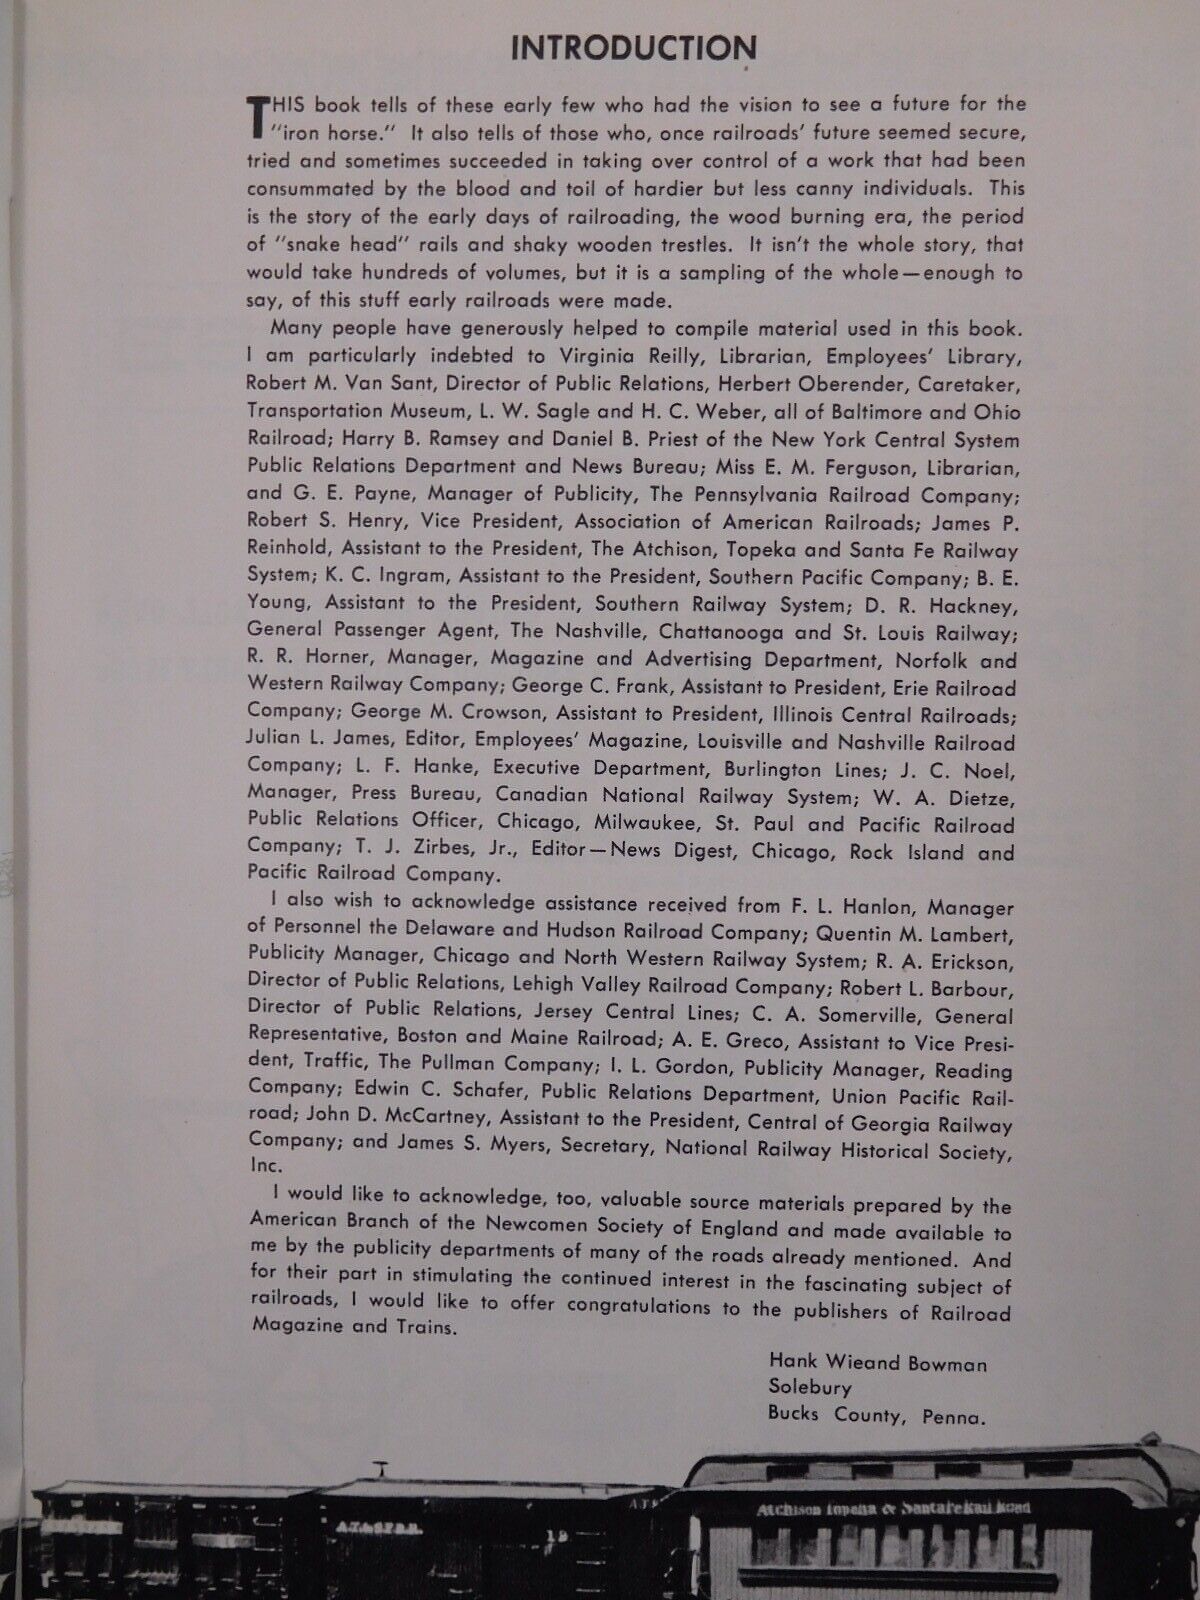 INTRODUCTION
THIS book tells of these early few who had the vision to see a future for the
"iron horse." It also tells of those who, once railroads' future seemed secure,
tried and sometimes succeeded in taking over control of a work that had been
consummated by the blood and toil of hardier but less canny individuals. This
is the story of the early days of railroading, the wood burning era, the period
of "snake head" rails and shaky wooden trestles. It isn't the whole story, that
would take hundreds of volumes, but it is a sampling of the whole—enough to
say, of this stuff early railroads were made.
Many people have generously helped to compile material used in this book.
I am particularly indebted to Virginia Reilly, Librarian, Employees' Library,
Robert M. Van Sant, Director of Public Relations, Herbert Oberender, Caretaker,
Transportation Museum, L. W. Sagle and H. C. Weber, all of Baltimore and Ohio
Railroad; Harry B. Ramsey and Daniel B. Priest of the New York Central System
Public Relations Department and News Bureau; Miss E. M. Ferguson, Librarian,
and G. E. Payne, Manager of Publicity, The Pennsylvania Railroad Company;
Robert S. Henry, Vice President, Association of American Railroads; James P.
Reinhold, Assistant to the President, The Atchison, Topeka and Santa Fe Railway
System; K. C. Ingram, Assistant to the President, Southern Pacific Company; B. E.
Young, Assistant to the President, Southern Railway System; D. R. Hackney,
General Passenger Agent, The Nashville, Chattanooga and St. Louis Railway;
R. R. Horner, Manager, Magazine and Advertising Department, Norfolk and
Western Railway Company; George C. Frank, Assistant to President, Erie Railroad
Company; George M. Crowson, Assistant to President, Illinois Central Railroads;
Julian L. James, Editor, Employees' Magazine, Louisville and Nashville Railroad
Company; L. F. Hanke, Executive Department, Burlington Lines; J. C. Noel,
Manager, Press Bureau, Canadian National Railway System; W. A. Dietze,
Public Relations Officer, Chicago, Milwaukee, St. Paul and Pacific Railroad
Company; T. J. Zirbes, Jr., Editor—News Digest, Chicago, Rock Island and
Pacific Railroad Company.
I also wish to acknowledge assistance received from F. L. Hanlon, Manager
of Personnel the Delaware and Hudson Railroad Company; Quentin M. Lambert,
Publicity Manager, Chicago and North Western Railway System; R. A. Erickson,
Director of Public Relations, Lehigh Valley Railroad Company; Robert L. Barbour,
Director of Public Relations, Jersey Central Lines; C. A. Somerville, General
Representative, Boston and Maine Railroad; A. E. Greco, Assistant to Vice Presi-
dent, Traffic, The Pullman Company; I. L. Gordon, Publicity Manager, Reading
Company; Edwin C. Schafer, Public Relations Department, Union Pacific Rail-
road; John D. McCartney, Assistant to the President, Central of Georgia Railway
Company; and James S. Myers, Secretary, National Railway Historical Society,
Inc.
I would like to acknowledge, too, valuable source materials prepared by the
American Branch of the Newcomen Society of England and made available to
me by the publicity departments of many of the roads already mentioned. And
for their part in stimulating the continued interest in the fascinating subject of
railroads, I would like to offer congratulations to the publishers of Railroad
Magazine and Trains.
Hank Wieand Bowman
Solebury
Bucks County, Penna.
Atchison Topeka & Santa Fe Rail Road
A.T. & S.F.R.R.
19